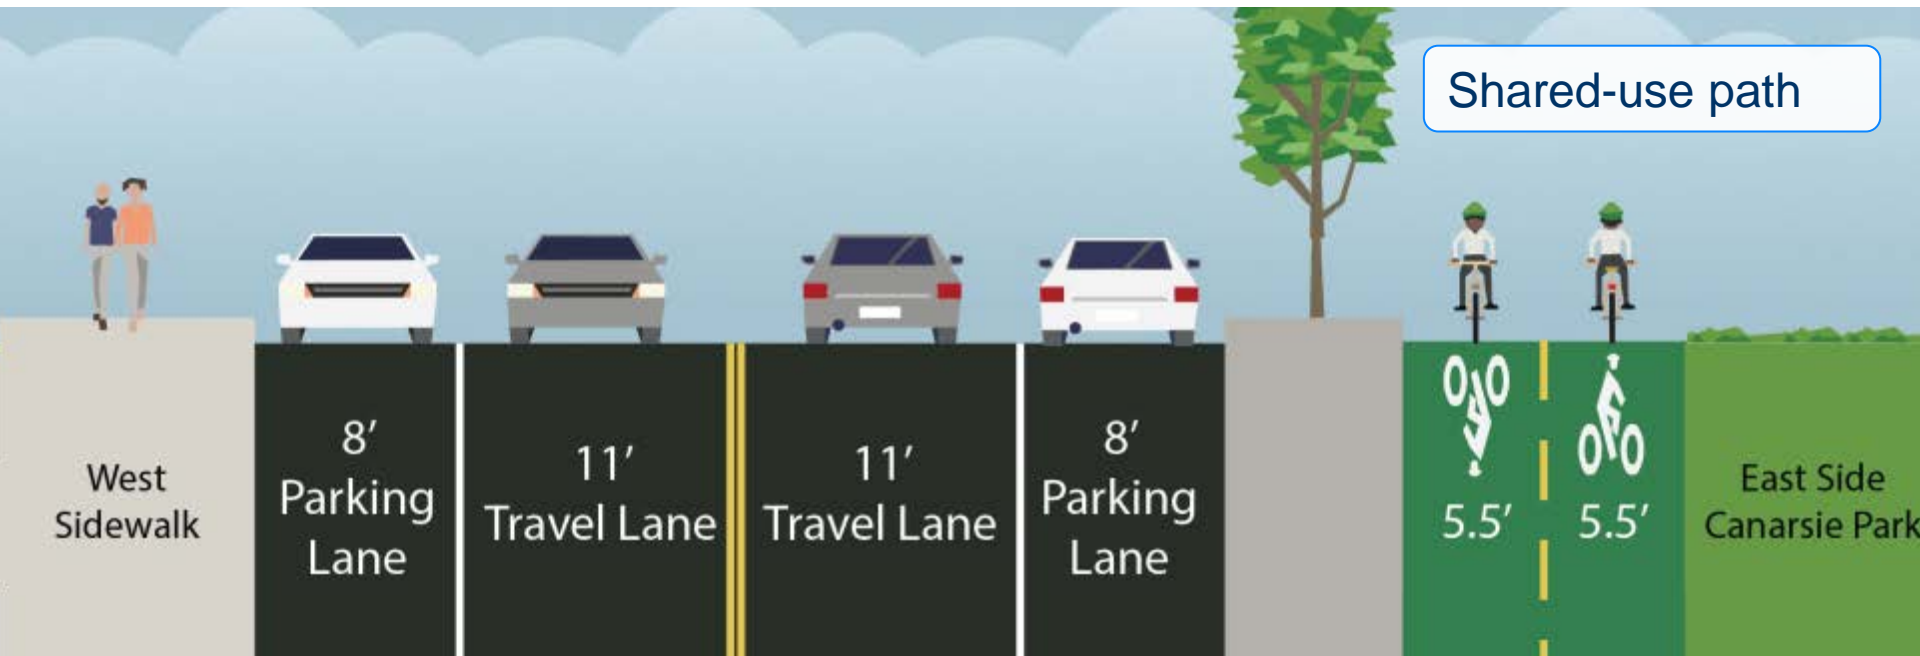 Shared-use path
West
Sidewalk
8′
Parking
Lane
11′
Travel Lane
11′
Travel Lane
8′
Parking
Lane
5.5′
5.5′
East Side
Canarsie Park